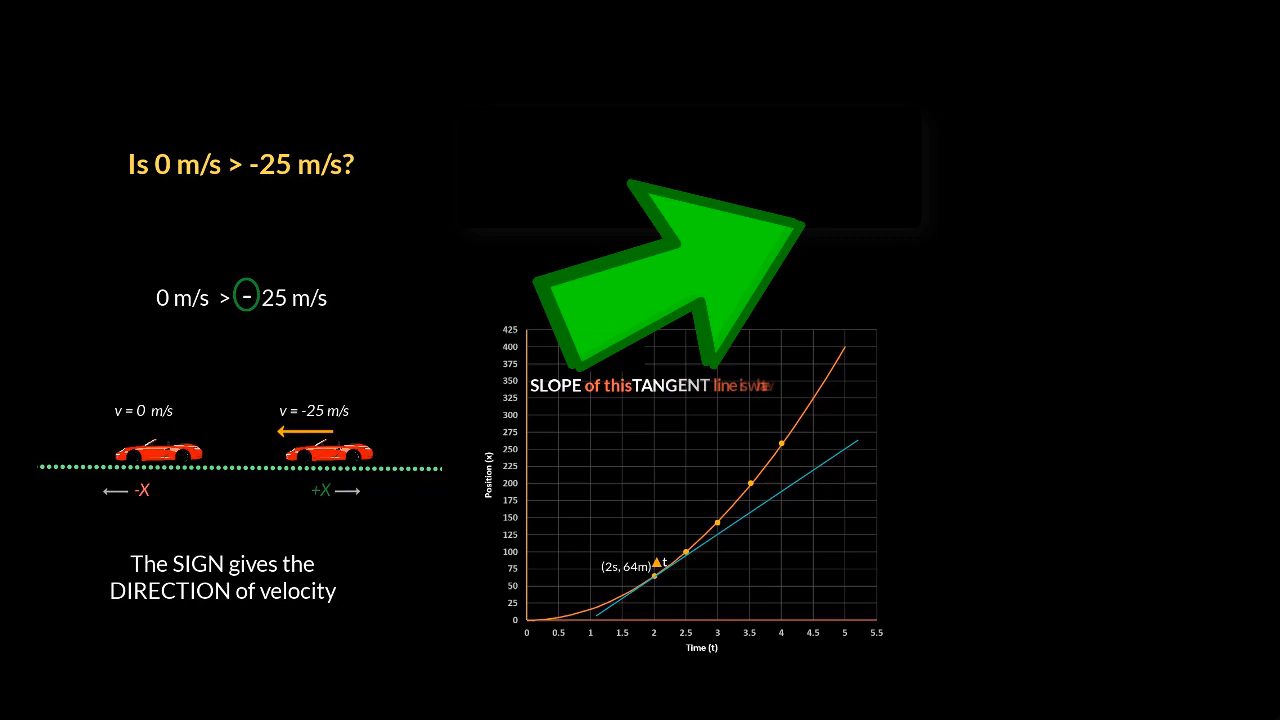 Is 0 m/s > -25 m/s?
0 m/s > - 25 m/s
v = 0 m/s
v = -25 m/s
-X
+X
The SIGN gives the
DIRECTION of velocity
425
400
375
350
325
300
275
250
225
200
175
150
125
100
75
50
25
0
SLOPE of this TANGENT line is
(2s, 64m)
t
Position (x)
0 0.5 1 1.5 2 2.5 3 3.5 4 4.5 5 5.5
Time (t)